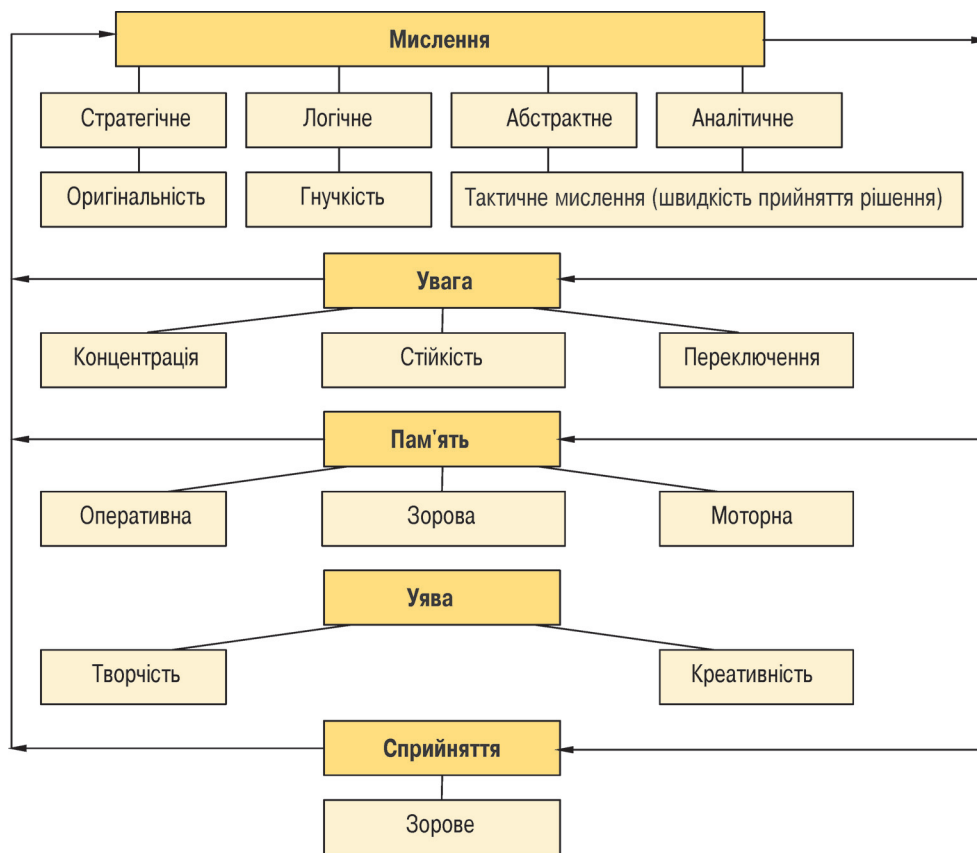 Мислення
Стратегічне
Логічне
Абстрактне
Аналітичне
Оригінальність
Гнучкість
Тактичне мислення (швидкість прийняття рішення)
Увага
Концентрація
Стійкість
Переключення
Пам'ять
Оперативна
Зорова
Моторна
Уява
Творчість
Креативність
Сприйняття
Зорове